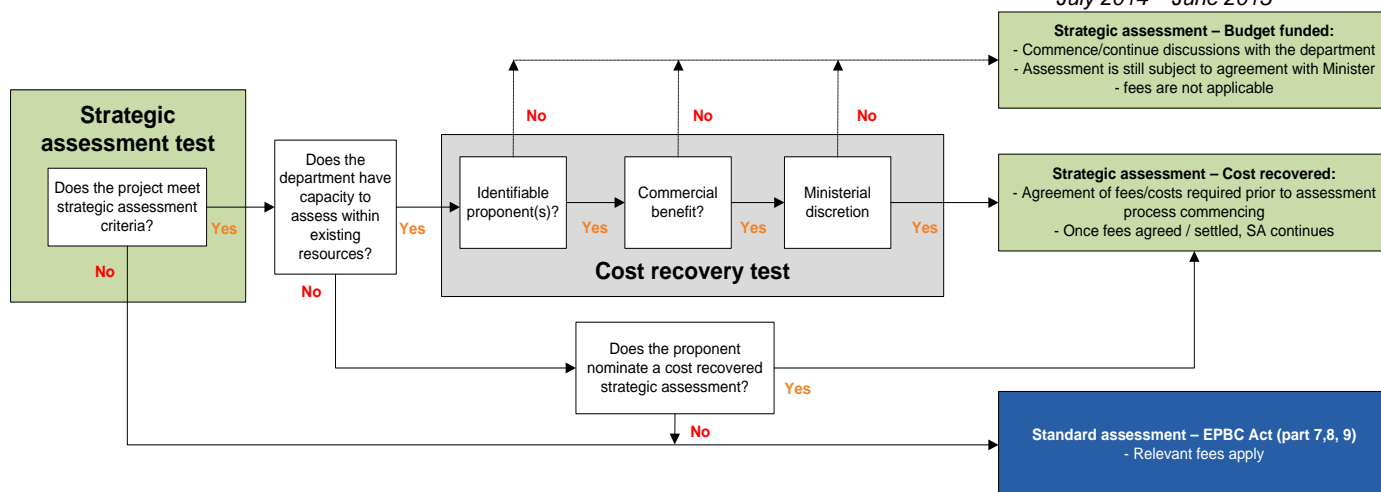 July 2014 – June 2015
Strategic assessment – Budget funded:
- Commence/continue discussions with the department
- Assessment is still subject to agreement with Minister
- fees are not applicable
Strategic
assessment test
Does the project meet
strategic assessment
criteria?
Yes
No
Does the
department have
capacity to
assess within
existing
resources?
Yes
No
No
No
No
Identifiable
proponent(s)?
Yes
Commercial
benefit?
Yes
Ministerial
discretion
Yes
Cost recovery test
Strategic assessment – Cost recovered:
- Agreement of fees/costs required prior to assessment
process commencing
- Once fees agreed / settled, SA continues
Does the proponent
nominate a cost recovered
strategic assessment?
Yes
No
Standard assessment – EPBC Act (part 7,8, 9)
- Relevant fees apply